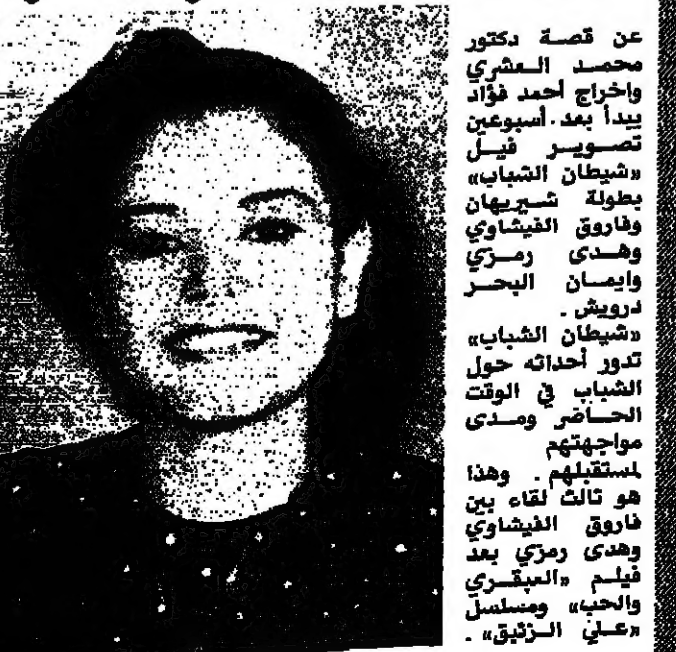 عن قصة دكتور
محمد العشري
واخراج أحمد فؤاد
يبدأ بعد أسبوعين
تصوير فيل
«شيطان الشباب»
بطولة شيريهان
وفاروق الفيشاوي
وهدى رمزي
وايمان البحر
درويش.
«شيطان الشباب»
تدور أحداثه حول
الشباب في الوقت
الحاضر ومدى
مواجهتهم
لمستقبلهم. وهذا
هو ثالث لقاء بين
فاروق الفيشاوي
وهدى رمزي بعد
فيلم «العبقري
والحب» ومسلسل
«علي الزئبق».